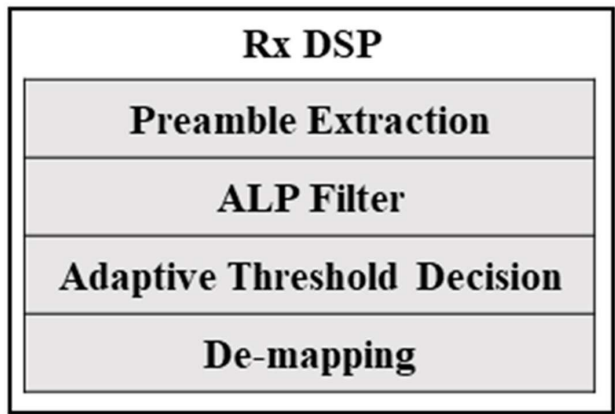 Rx DSP
Preamble Extraction
ALP Filter
Adaptive Threshold Decision
De-mapping